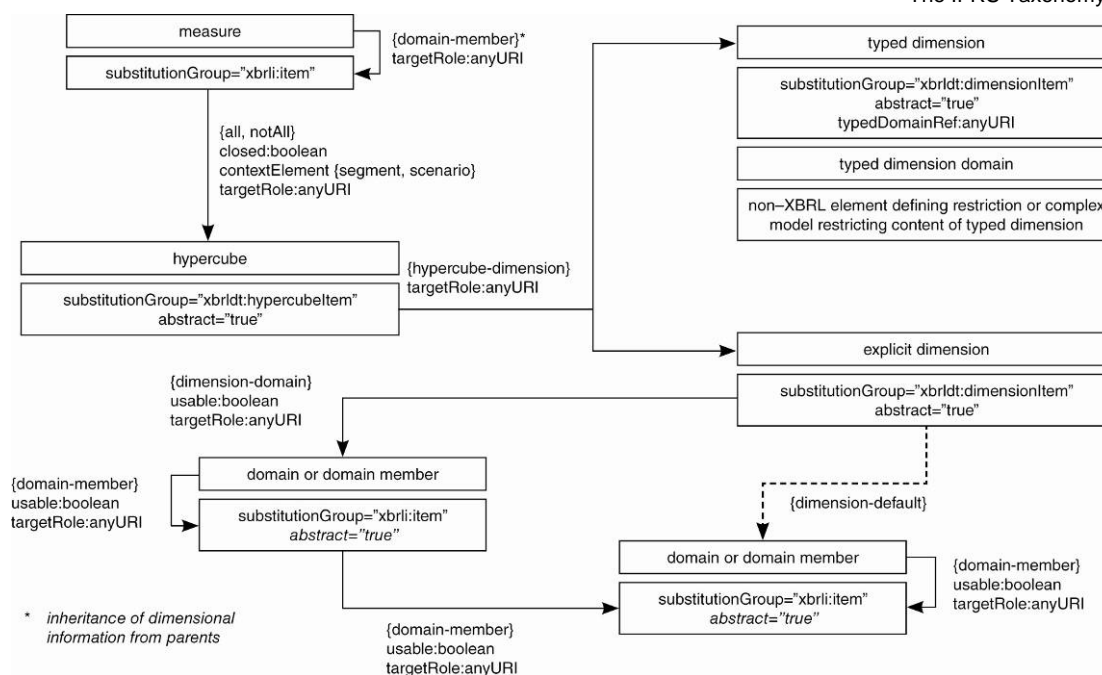 The IFRS Taxonomy
measure
substitutionGroup="xbrli:item"
{domain-member}*
targetRole:anyURI
typed dimension
substitutionGroup="xbrldt:dimensionItem"
abstract="true"
typedDomainRef:anyURI
{all, notAll}
closed:boolean
contextElement {segment, scenario}
targetRole:anyURI
typed dimension domain
non–XBRL element defining restriction or complex
model restricting content of typed dimension
hypercube
substitutionGroup="xbrldt:hypercubeItem"
abstract="true"
{hypercube-dimension}
targetRole:anyURI
explicit dimension
substitutionGroup="xbrldt:dimensionItem"
abstract="true"
{dimension-domain}
usable:boolean
targetRole:anyURI
domain or domain member
substitutionGroup="xbrli:item"
abstract="true"
{domain-member}
usable:boolean
targetRole:anyURI
{dimension-default}
domain or domain member
substitutionGroup="xbrli:item"
abstract="true"
{domain-member}
usable:boolean
targetRole:anyURI
* inheritance of dimensional
information from parents
{domain-member}
usable:boolean
targetRole:anyURI